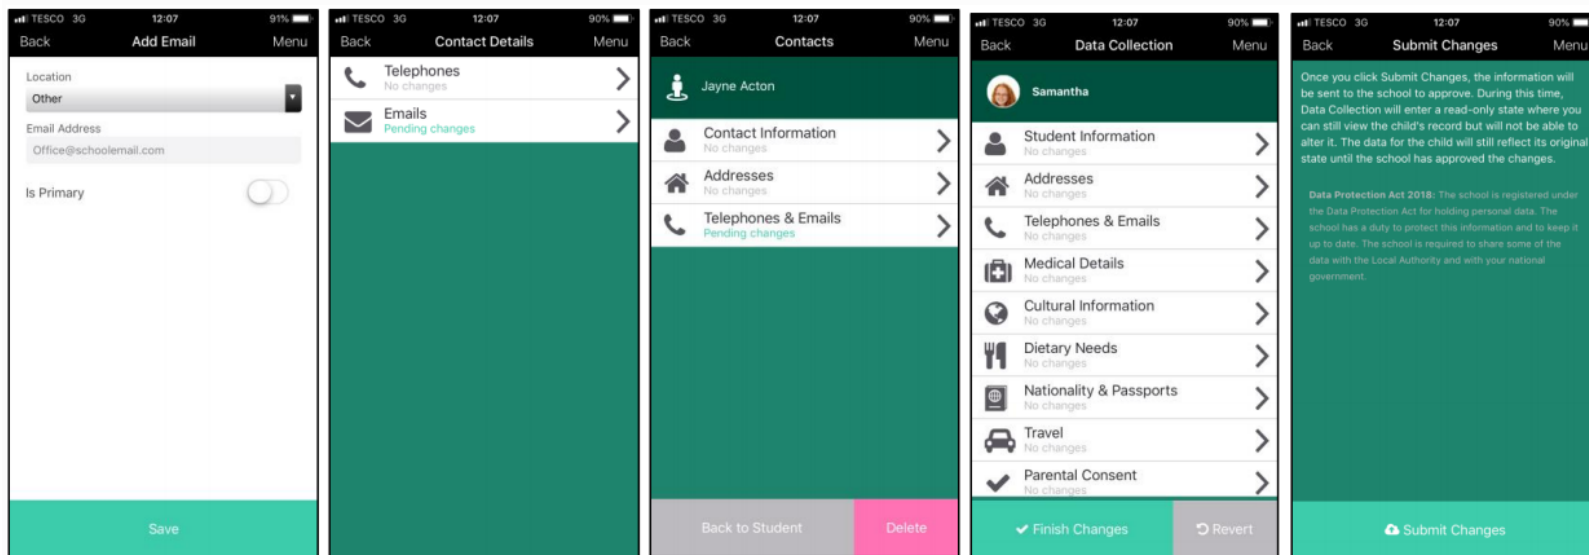 TESCO 3G 12:07 91%
Back Add Email Menu
Location
Other
Email Address
Office@schoolemail.com
Is Primary
Save
TESCO 3G 12:07 90%
Back Contact Details Menu
Telephones
No changes
Emails
Pending changes
TESCO 3G 12:07 90%
Back Contacts Menu
Jayne Acton
Contact Information
No changes
Addresses
No changes
Telephones & Emails
Pending changes
Back to Student Delete
TESCO 3G 12:07 90%
Back Data Collection Menu
Samantha
Student Information
No changes
Addresses
No changes
Telephones & Emails
No changes
Medical Details
No changes
Cultural Information
No changes
Dietary Needs
No changes
Nationality & Passports
No changes
Travel
No changes
Parental Consent
No changes
Finish Changes Revert
TESCO 3G 12:07 90%
Back Submit Changes Menu
Once you click Submit Changes, the information will
be sent to the school to approve. During this time,
Data Collection will enter a read-only state where you
can still view the child's record but will not be able to
alter it. The data for the child will still reflect its original
state until the school has approved the changes.
Data Protection Act 2018: The school is registered under
the Data Protection Act for holding personal data. The
school has a duty to protect this information and to keep it
up to date. The school is required to share some of the
data with the Local Authority and with your national
government.
Submit Changes